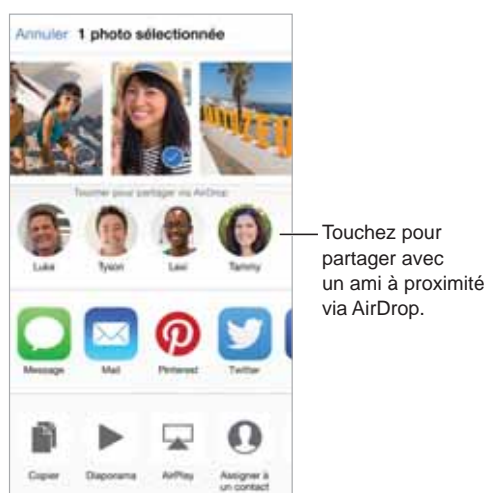 Annuler 1 photo sélectionnée
Toucher pour partager via AirDrop
Luke Tyson Lexi Tammy
Touchez pour
partager avec
un ami à proximité
via AirDrop.
Message Mail Pinterest Twitter
Copier Diaporama AirPlay Assigner à
un contact